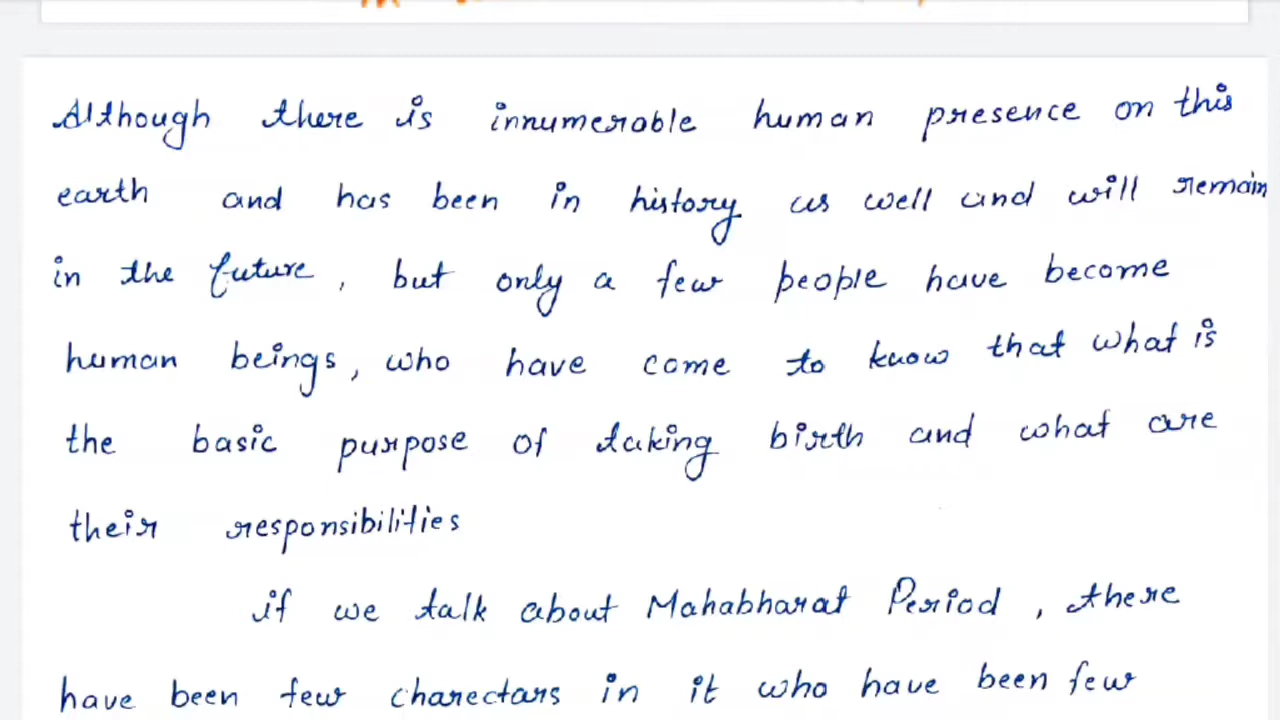 Although there is innumerable human presence on this
earth and has been in history as well and will remain
in the future, but only a few people have become
human beings, who have come to know that what is
the basic purpose of taking birth and what are
their responsibilities
if we talk about Mahabharat Period, there
have been few charectars in it who have been few